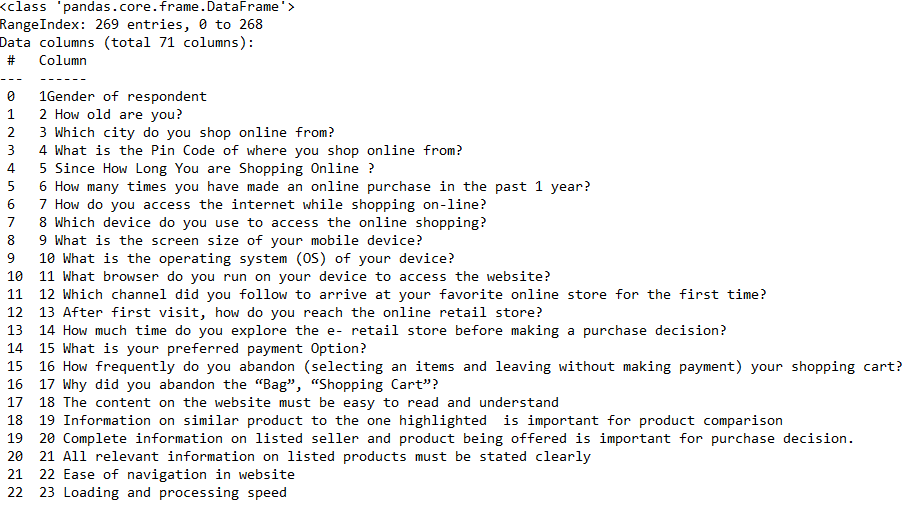 <class 'pandas.core.frame.DataFrame'>
RangeIndex: 269 entries, 0 to 268
Data columns (total 71 columns):
 #   Column
---  ------
 0   1Gender of respondent
 1   2 How old are you?
 2   3 Which city do you shop online from?
 3   4 What is the Pin Code of where you shop online from?
 4   5 Since How Long You are Shopping Online ?
 5   6 How many times you have made an online purchase in the past 1 year?
 6   7 How do you access the internet while shopping on-line?
 7   8 Which device do you use to access the online shopping?
 8   9 What is the screen size of your mobile device?
 9   10 What is the operating system (OS) of your device?
 10  11 What browser do you run on your device to access the website?
 11  12 Which channel did you follow to arrive at your favorite online store for the first time?
 12  13 After first visit, how do you reach the online retail store?
 13  14 How much time do you explore the e- retail store before making a purchase decision?
 14  15 What is your preferred payment Option?
 15  16 How frequently do you abandon (selecting an items and leaving without making payment) your shopping cart?
 16  17 Why did you abandon the “Bag”, “Shopping Cart”?
 17  18 The content on the website must be easy to read and understand
 18  19 Information on similar product to the one highlighted  is important for product comparison
 19  20 Complete information on listed seller and product being offered is important for purchase decision.
 20  21 All relevant information on listed products must be stated clearly
 21  22 Ease of navigation in website
 22  23 Loading and processing speed